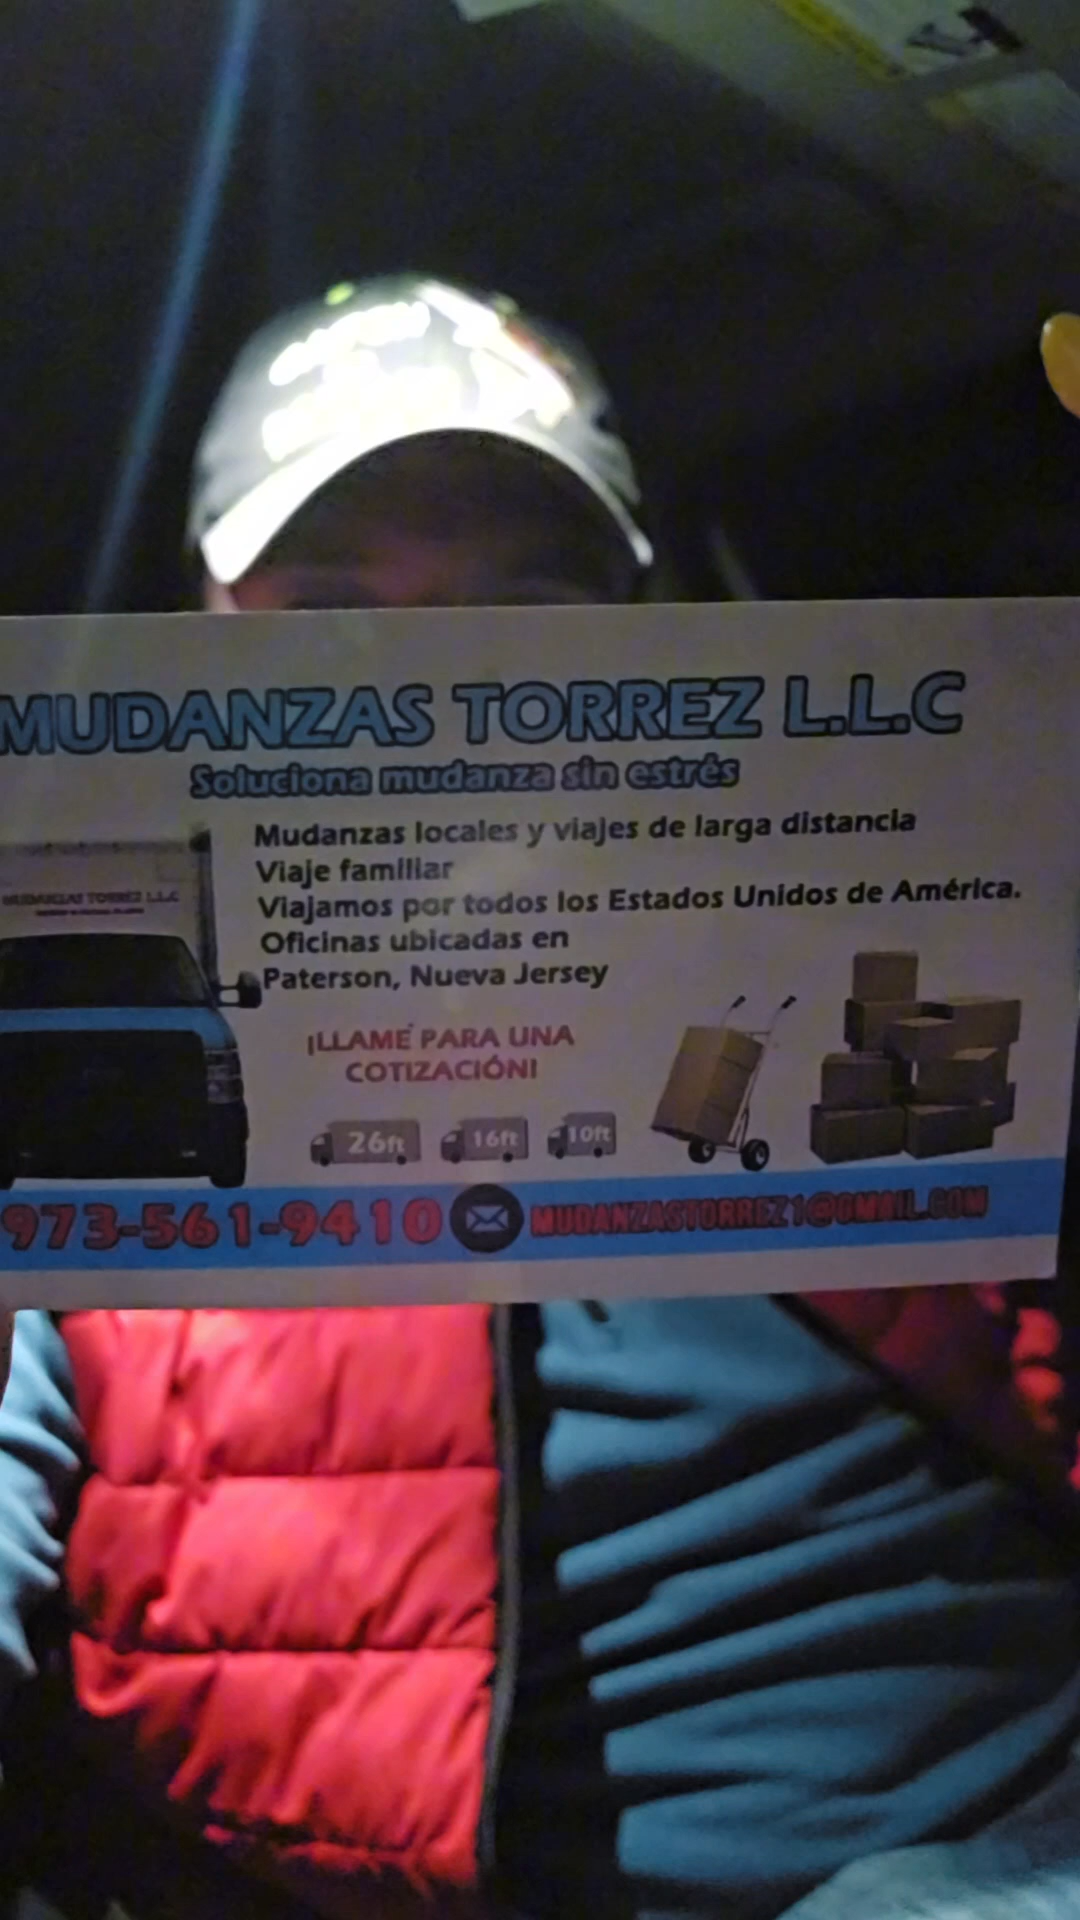 MUDANZAS TORREZ L.L.C
Soluciona mudanza sin estrés
Mudanzas locales y viajes de larga distancia
Viaje familiar
Viajamos por todos los Estados Unidos de América.
Oficinas ubicadas en
Paterson, Nueva Jersey
MUDANZAS TORREZ L.L.C
¡LLAME PARA UNA
COTIZACIÓN!
26ft 16ft 10ft
973-561-9410 MUDANZASTORREZ1@GMAIL.COM